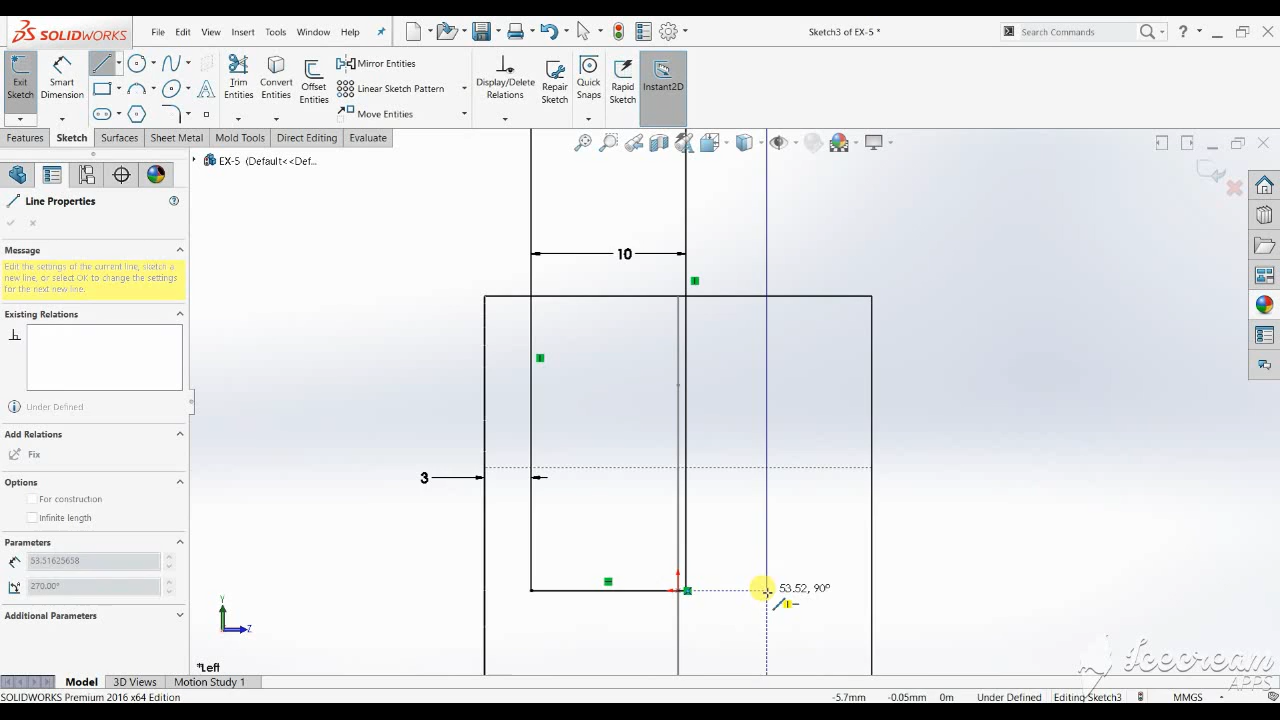 SOLIDWORKS
File Edit View Insert Tools Window Help
Sketch3 of EX-5 *
Search Commands
Exit Sketch
Smart Dimension
Trim Entities
Convert Entities
Offset Entities
Mirror Entities
Linear Sketch Pattern
Move Entities
Display/Delete Relations
Repair Sketch
Quick Snaps
Rapid Sketch
Instant2D
Features Sketch Surfaces Sheet Metal Mold Tools Direct Editing Evaluate
EX-5 (Default<<Def...
Line Properties
Message
Edit the settings of the current line, sketch a
new line, or select OK to change the settings
for the next new line.
Existing Relations
Under Defined
Add Relations
Fix
Options
For construction
Infinite length
Parameters
53.51625658
270.00°
Additional Parameters
10
3
53.52, 90°
Y
Z
*Left
Model 3D Views Motion Study 1
SOLIDWORKS Premium 2016 x64 Edition
-5.7mm -0.05mm 0m Under Defined Editing Sketch3 MMGS
Icecream
APPS